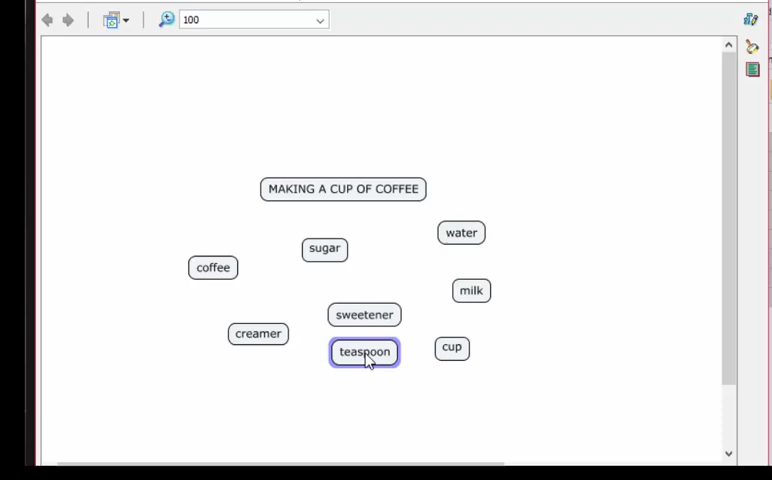 100
MAKING A CUP OF COFFEE
water
sugar
coffee
milk
sweetener
creamer
teaspoon
cup